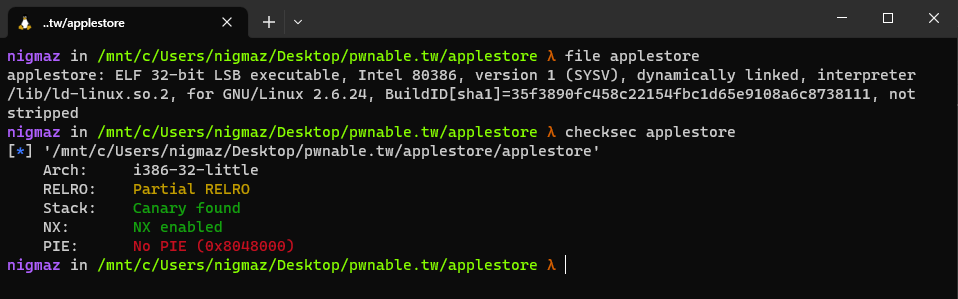 ..tw/applestore
nigmaz in /mnt/c/Users/nigmaz/Desktop/pwnable.tw/applestore λ file applestore
applestore: ELF 32-bit LSB executable, Intel 80386, version 1 (SYSV), dynamically linked, interpreter
/lib/ld-linux.so.2, for GNU/Linux 2.6.24, BuildID[sha1]=35f3890fc458c22154fbc1d65e9108a6c8738111, not
stripped
nigmaz in /mnt/c/Users/nigmaz/Desktop/pwnable.tw/applestore λ checksec applestore
[*] '/mnt/c/Users/nigmaz/Desktop/pwnable.tw/applestore/applestore'
    Arch:     i386-32-little
    RELRO:    Partial RELRO
    Stack:    Canary found
    NX:       NX enabled
    PIE:      No PIE (0x8048000)
nigmaz in /mnt/c/Users/nigmaz/Desktop/pwnable.tw/applestore λ